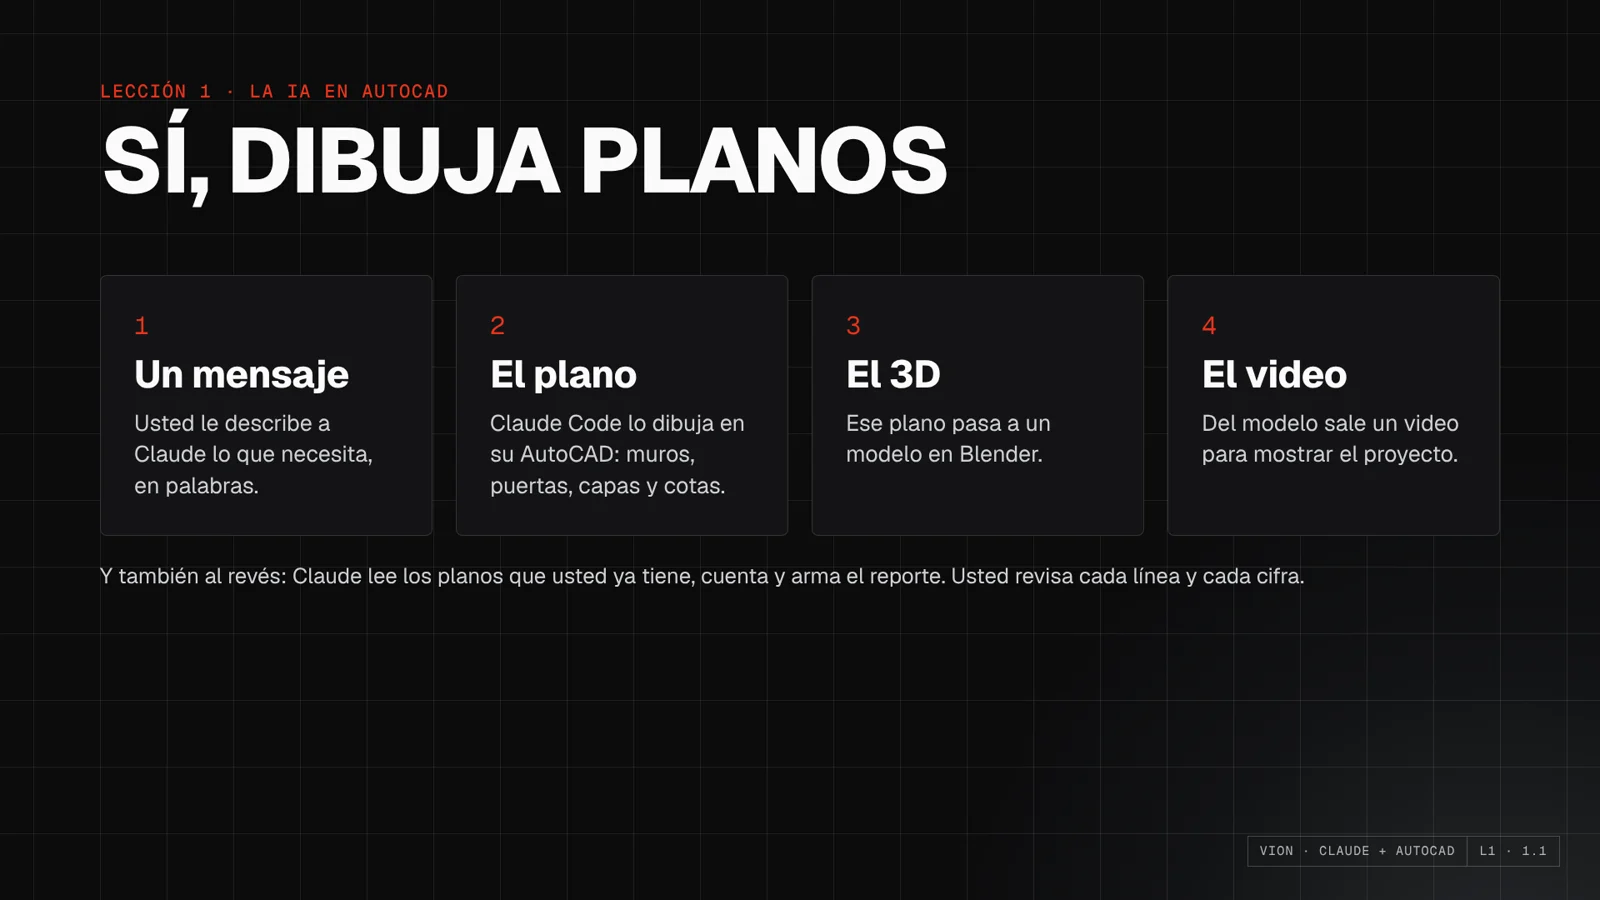 LECCIÓN 1 · LA IA EN AUTOCAD
SÍ, DIBUJA PLANOS
1
Un mensaje
Usted le describe a
Claude lo que necesita,
en palabras.
2
El plano
Claude Code lo dibuja en
su AutoCAD: muros,
puertas, capas y cotas.
3
El 3D
Ese plano pasa a un
modelo en Blender.
4
El video
Del modelo sale un video
para mostrar el proyecto.
Y también al revés: Claude lee los planos que usted ya tiene, cuenta y arma el reporte. Usted revisa cada línea y cada cifra.
VION · CLAUDE + AUTOCAD L1 · 1.1